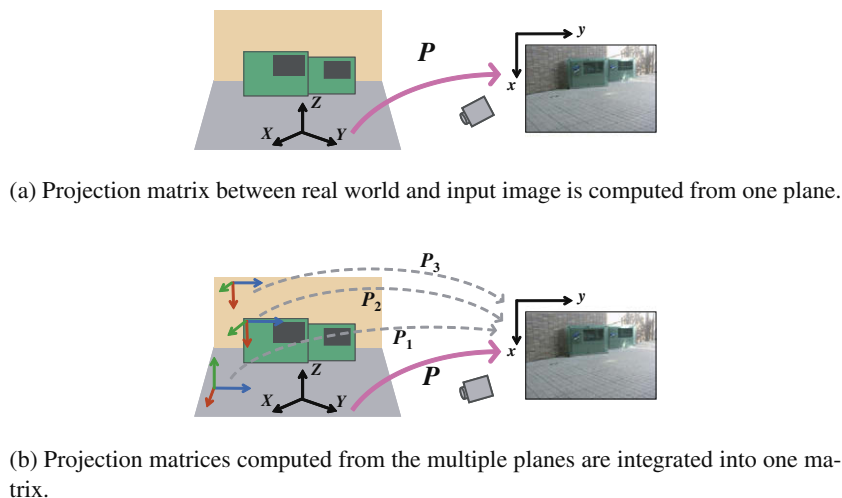 P
y
x
Z
X
Y
(a) Projection matrix between real world and input image is computed from one plane.
P3
P2
P1
y
x
Z
X
Y
P
(b) Projection matrices computed from the multiple planes are integrated into one ma-
trix.